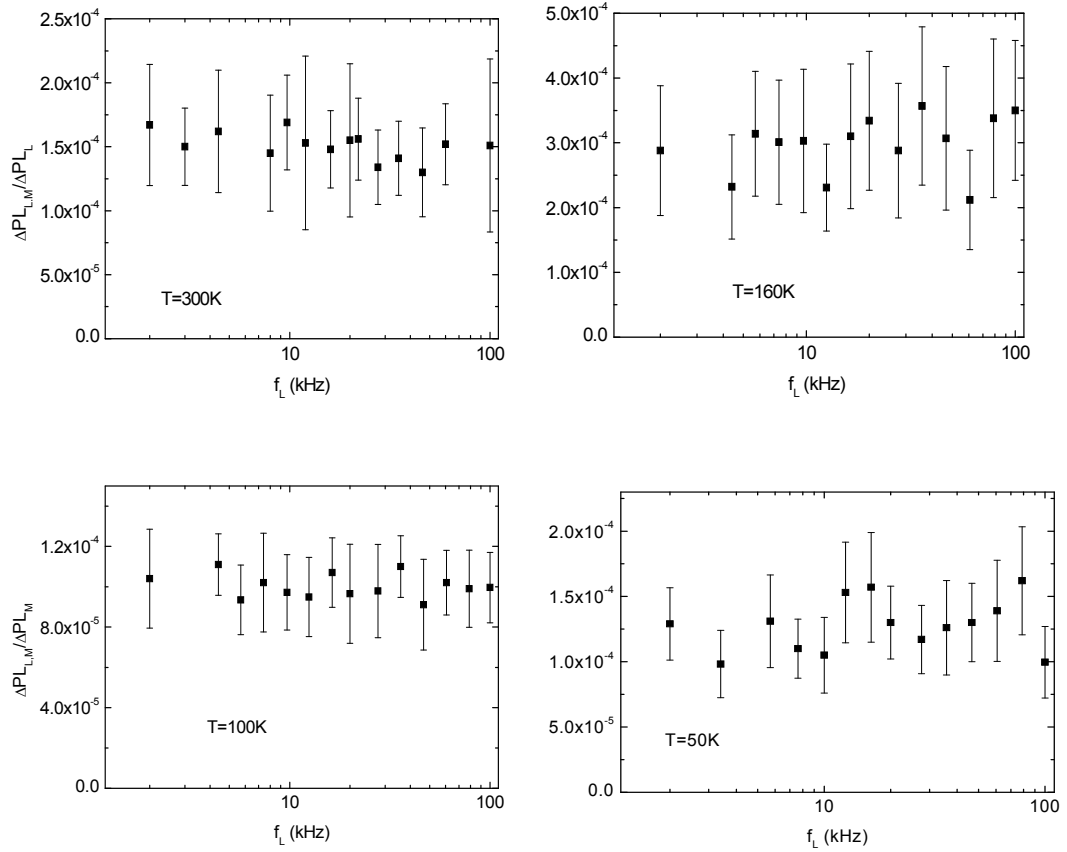 2.5x10⁻⁴
2.0x10⁻⁴
1.5x10⁻⁴
1.0x10⁻⁴
5.0x10⁻⁵
0.0
ΔPL_L,M/ΔPL_L
T=300K
10
100
f_L (kHz)
5.0x10⁻⁴
4.0x10⁻⁴
3.0x10⁻⁴
2.0x10⁻⁴
1.0x10⁻⁴
0.0
T=160K
10
100
f_L (kHz)
1.2x10⁻⁴
8.0x10⁻⁵
4.0x10⁻⁵
0.0
ΔPL_L,M/ΔPL_M
T=100K
10
100
f_L (kHz)
2.0x10⁻⁴
1.5x10⁻⁴
1.0x10⁻⁴
5.0x10⁻⁵
0.0
T=50K
10
100
f_L (kHz)